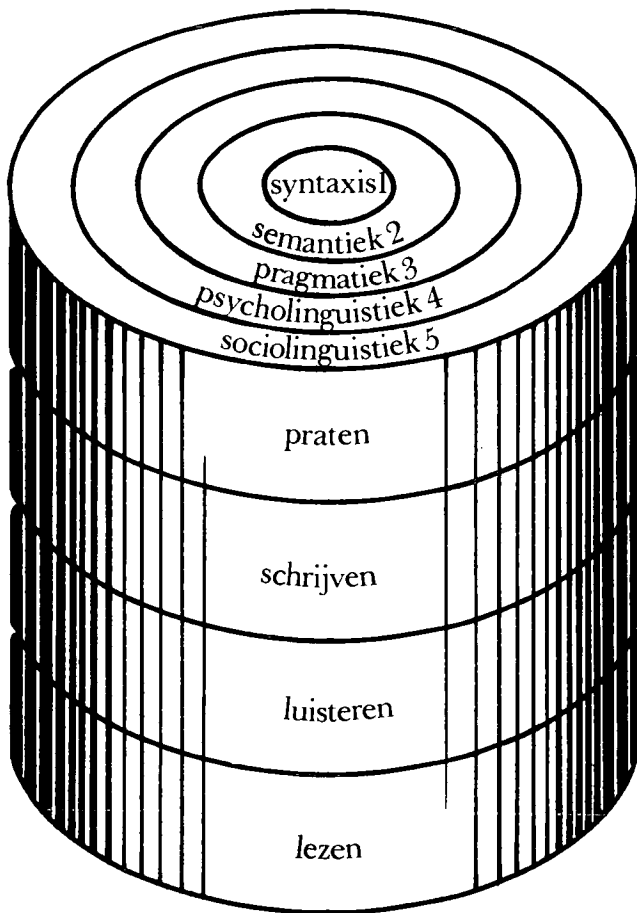 syntaxis1
semantiek 2
pragmatiek 3
psycholinguistiek 4
sociolinguistiek 5
praten
schrijven
luisteren
lezen